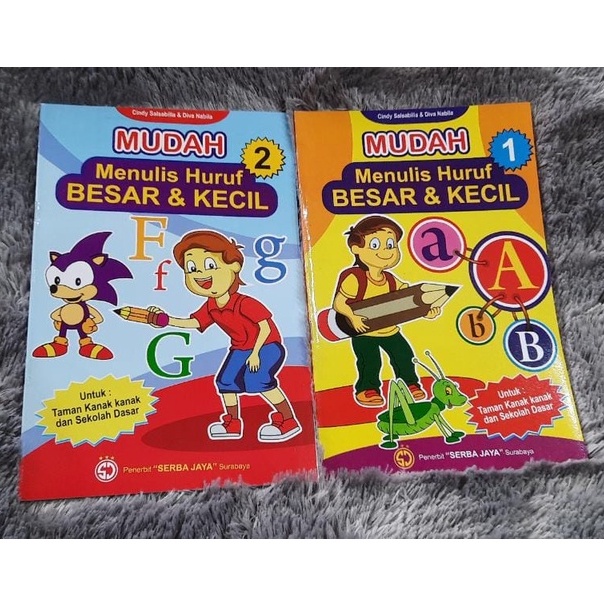 Cindy Salsabilla & Diva Nabila
MUDAH
2
Menulis Huruf
BESAR & KECIL
F
f
g
G
Untuk :
Taman Kanak kanak
dan Sekolah Dasar
Penerbit "SERBA JAYA" Surabaya
Cindy Salsabilla & Diva Nabila
MUDAH
1
Menulis Huruf
BESAR & KECIL
a
A
b
B
Untuk :
Taman Kanak kanak
dan Sekolah Dasar
Penerbit "SERBA JAYA" Surabaya